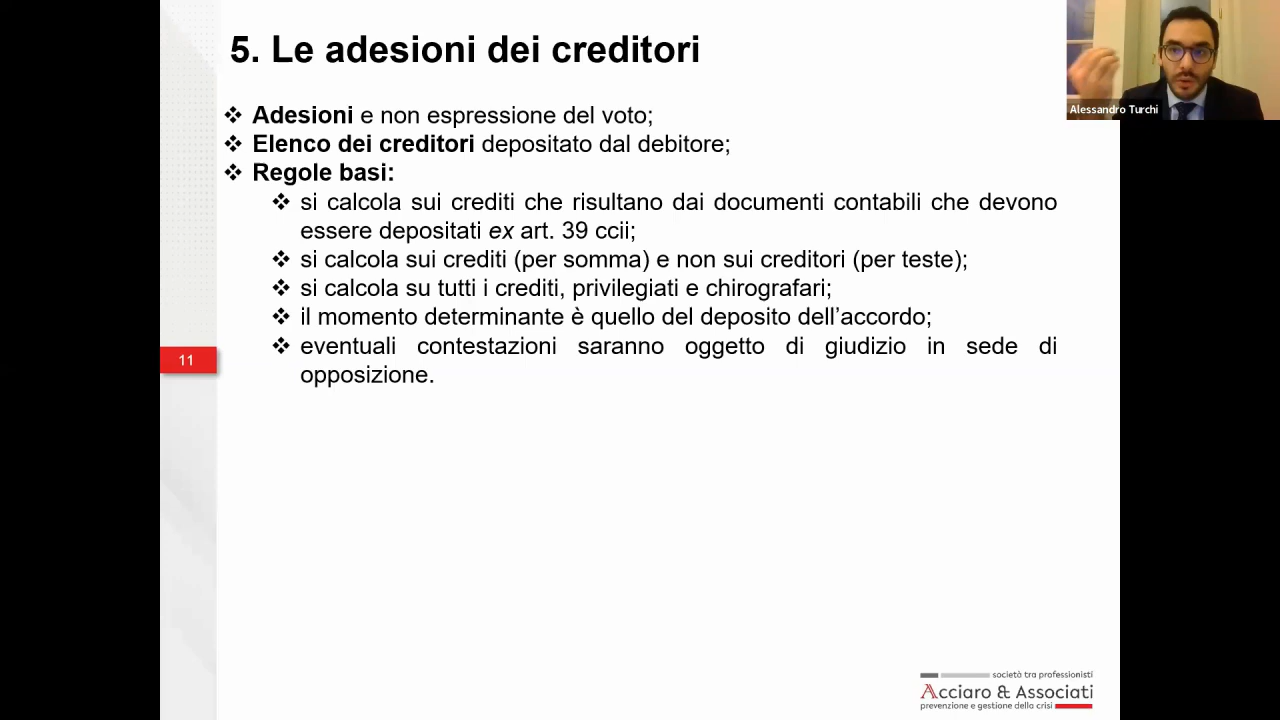 5. Le adesioni dei creditori
Alessandro Turchi
❖ Adesioni e non espressione del voto;
❖ Elenco dei creditori depositato dal debitore;
❖ Regole basi:
❖ si calcola sui crediti che risultano dai documenti contabili che devono
essere depositati ex art. 39 ccii;
❖ si calcola sui crediti (per somma) e non sui creditori (per teste);
❖ si calcola su tutti i crediti, privilegiati e chirografari;
❖ il momento determinante è quello del deposito dell’accordo;
❖ eventuali contestazioni saranno oggetto di giudizio in sede di
opposizione.
11
società tra professionisti
Acciaro & Associati
prevenzione e gestione della crisi